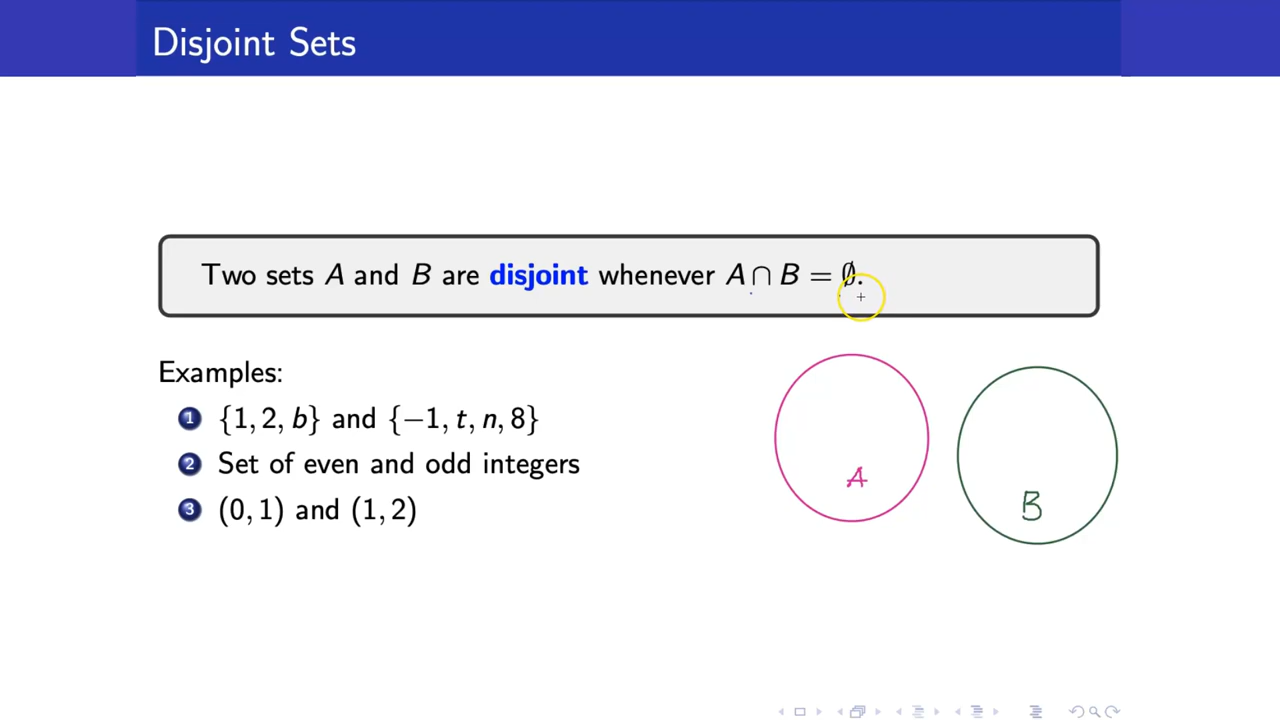 Disjoint Sets
Two sets A and B are disjoint whenever A ∩ B = ∅.
Examples:
1 {1, 2, b} and {−1, t, n, 8}
2 Set of even and odd integers
3 (0, 1) and (1, 2)
A
B